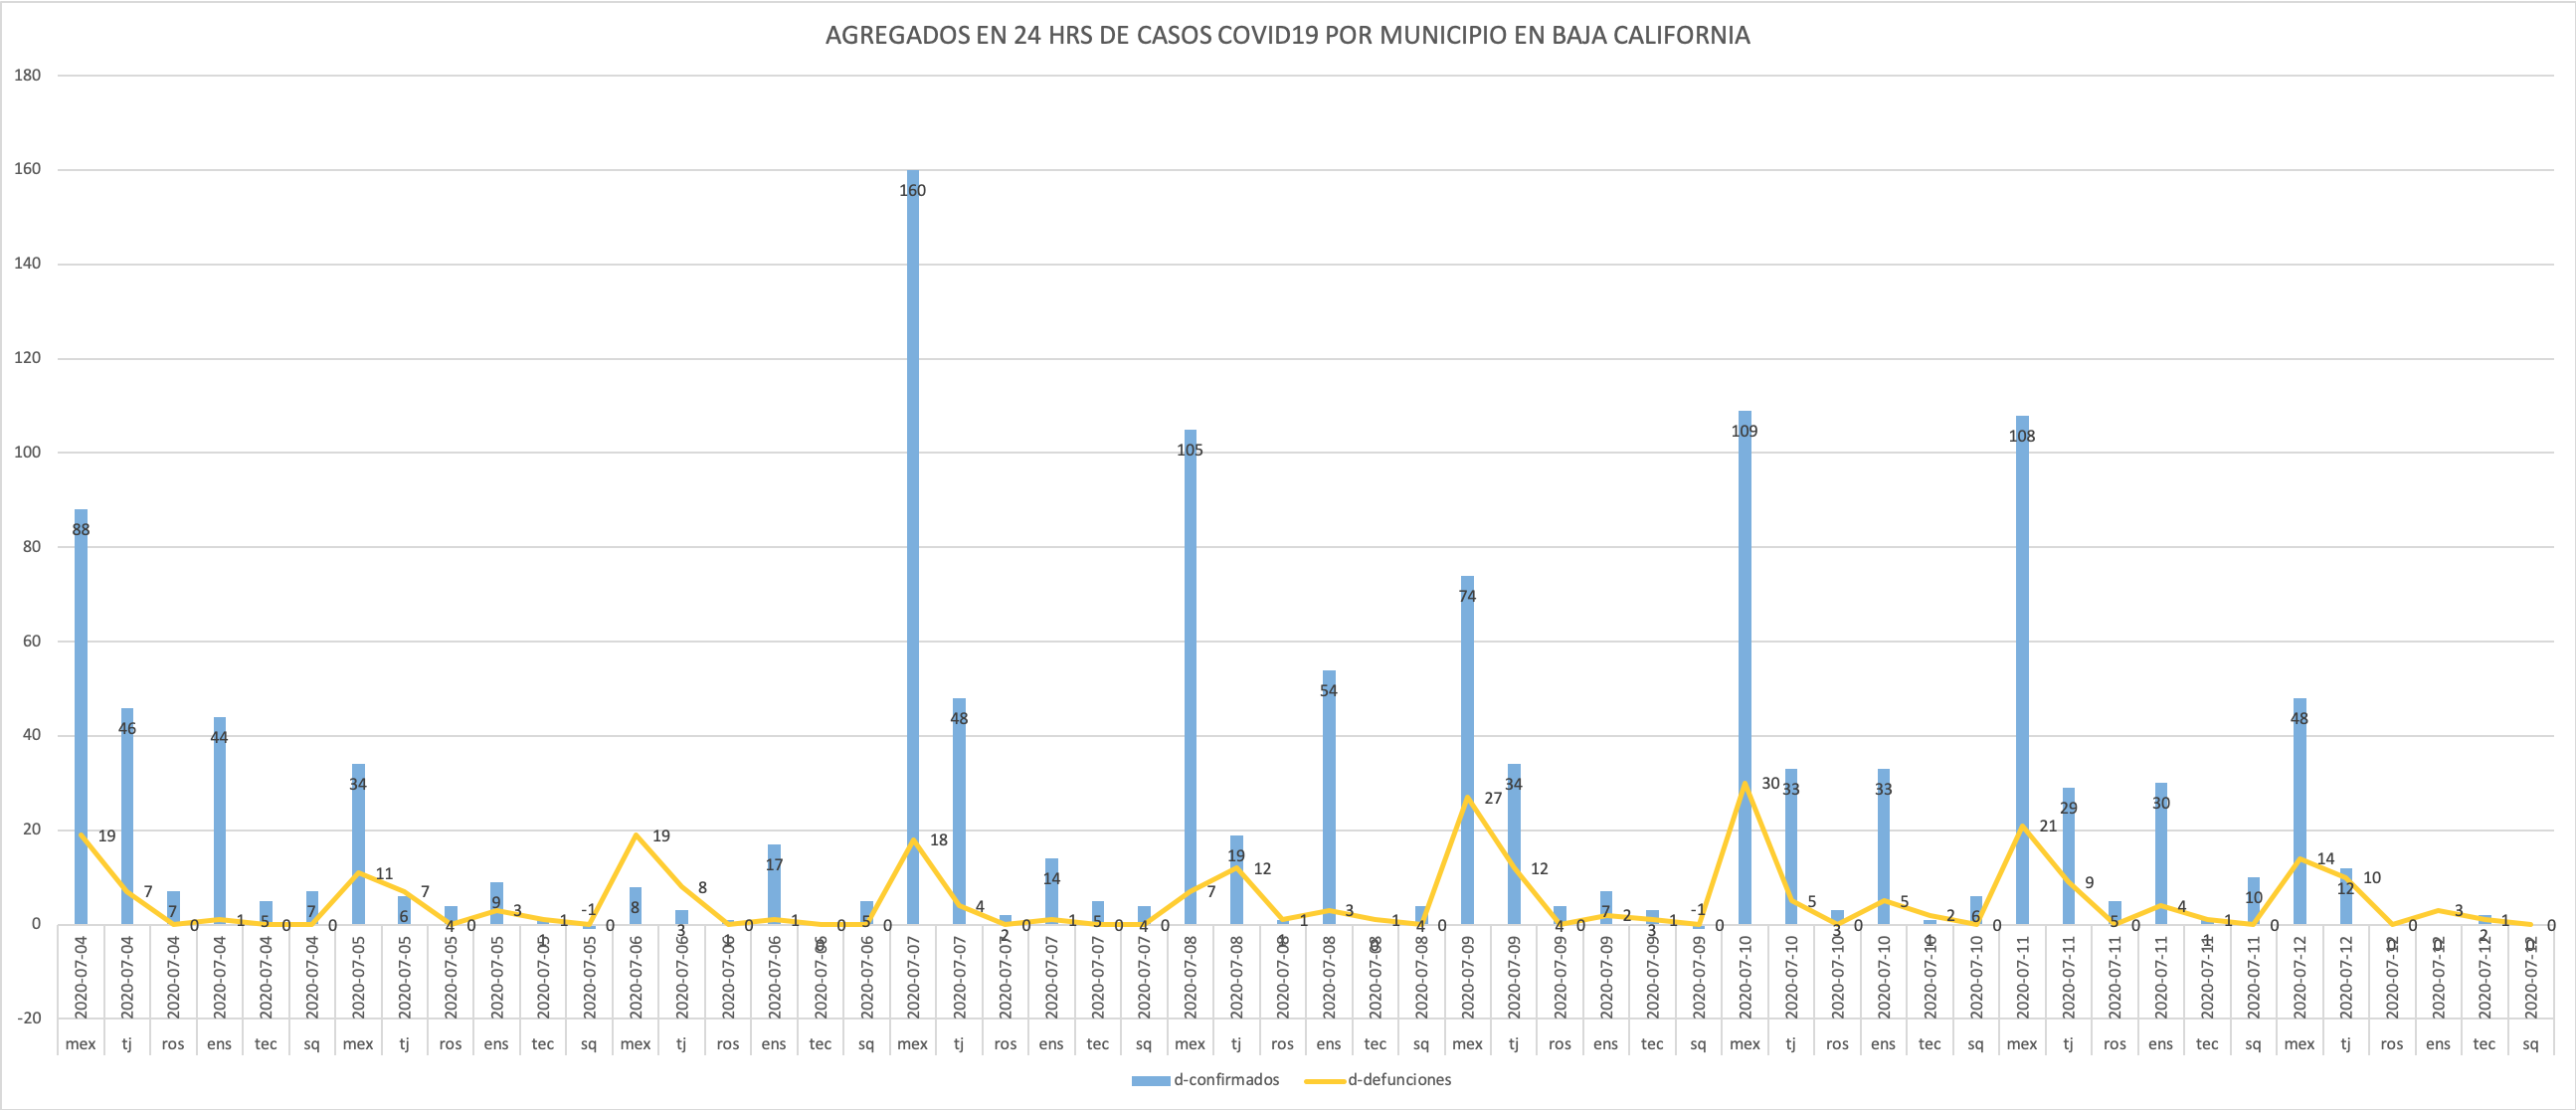 AGREGADOS EN 24 HRS DE CASOS COVID19 POR MUNICIPIO EN BAJA CALIFORNIA
180
160
140
120
100
80
60
40
20
0
-20
88 46 7 44 5 7 34 6 4 9 1 -1 8 3 1 17 0 5 160 48 2 14 5 4 105 19 1 54 0 4 74 34 4 7 3 -1 109 33 3 33 1 6 108 29 5 30 1 10 48 12 0 0 2 0
19 7 0 1 0 0 11 7 0 3 1 0 19 8 0 1 0 0 18 4 0 1 0 0 7 12 1 3 1 0 27 12 0 2 1 0 30 5 0 5 2 0 21 9 0 4 1 0 14 10 0 3 1 0
2020-07-04 2020-07-04 2020-07-04 2020-07-04 2020-07-04 2020-07-04 2020-07-05 2020-07-05 2020-07-05 2020-07-05 2020-07-05 2020-07-05 2020-07-06 2020-07-06 2020-07-06 2020-07-06 2020-07-06 2020-07-06 2020-07-07 2020-07-07 2020-07-07 2020-07-07 2020-07-07 2020-07-07 2020-07-08 2020-07-08 2020-07-08 2020-07-08 2020-07-08 2020-07-08 2020-07-09 2020-07-09 2020-07-09 2020-07-09 2020-07-09 2020-07-09 2020-07-10 2020-07-10 2020-07-10 2020-07-10 2020-07-10 2020-07-10 2020-07-11 2020-07-11 2020-07-11 2020-07-11 2020-07-11 2020-07-11 2020-07-12 2020-07-12 2020-07-12 2020-07-12 2020-07-12 2020-07-12
mex tj ros ens tec sq mex tj ros ens tec sq mex tj ros ens tec sq mex tj ros ens tec sq mex tj ros ens tec sq mex tj ros ens tec sq mex tj ros ens tec sq mex tj ros ens tec sq mex tj ros ens tec sq
d-confirmados d-defunciones